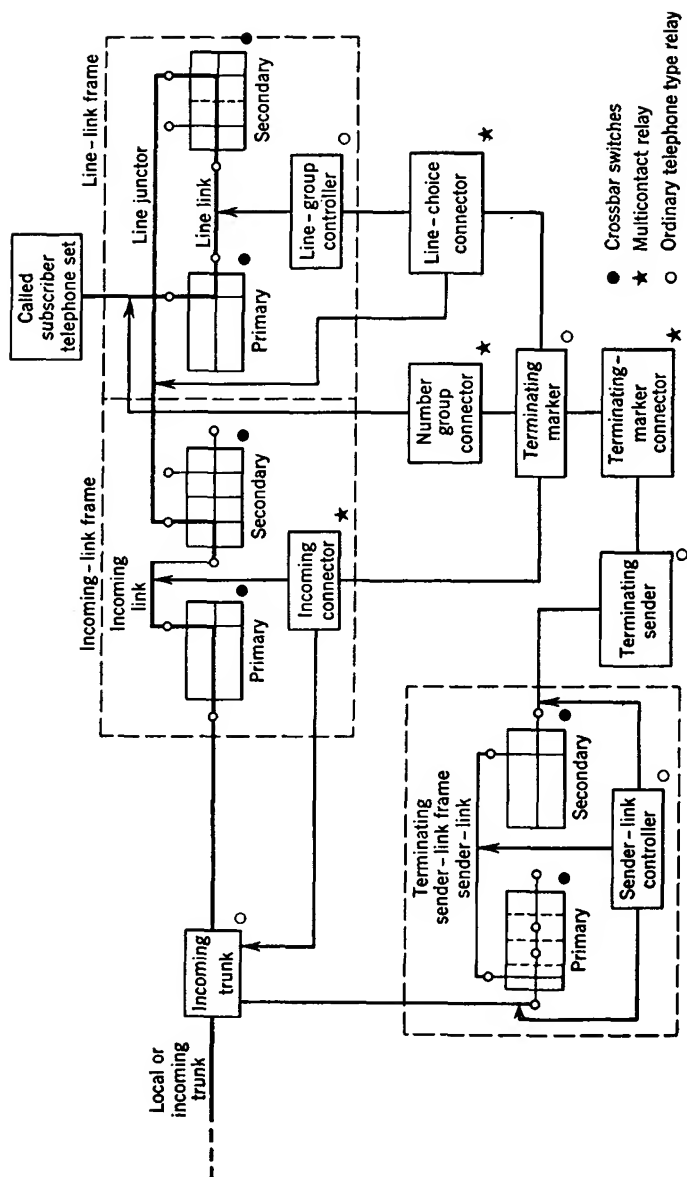 Called
subscriber
telephone set
Line-link frame
Line junctor
Secondary
Line link
Primary
Line-group
controller
Line-choice
connector
Incoming-link frame
Incoming
link
Secondary
Primary
Incoming
connector
Number
group
connector
Terminating
marker
Terminating-
marker
connector
Terminating
sender
Local or
incoming
trunk
Incoming
trunk
Terminating
sender-link frame
sender-link
Secondary
Primary
Sender-link
controller
● Crossbar switches
★ Multicontact relay
○ Ordinary telephone type relay